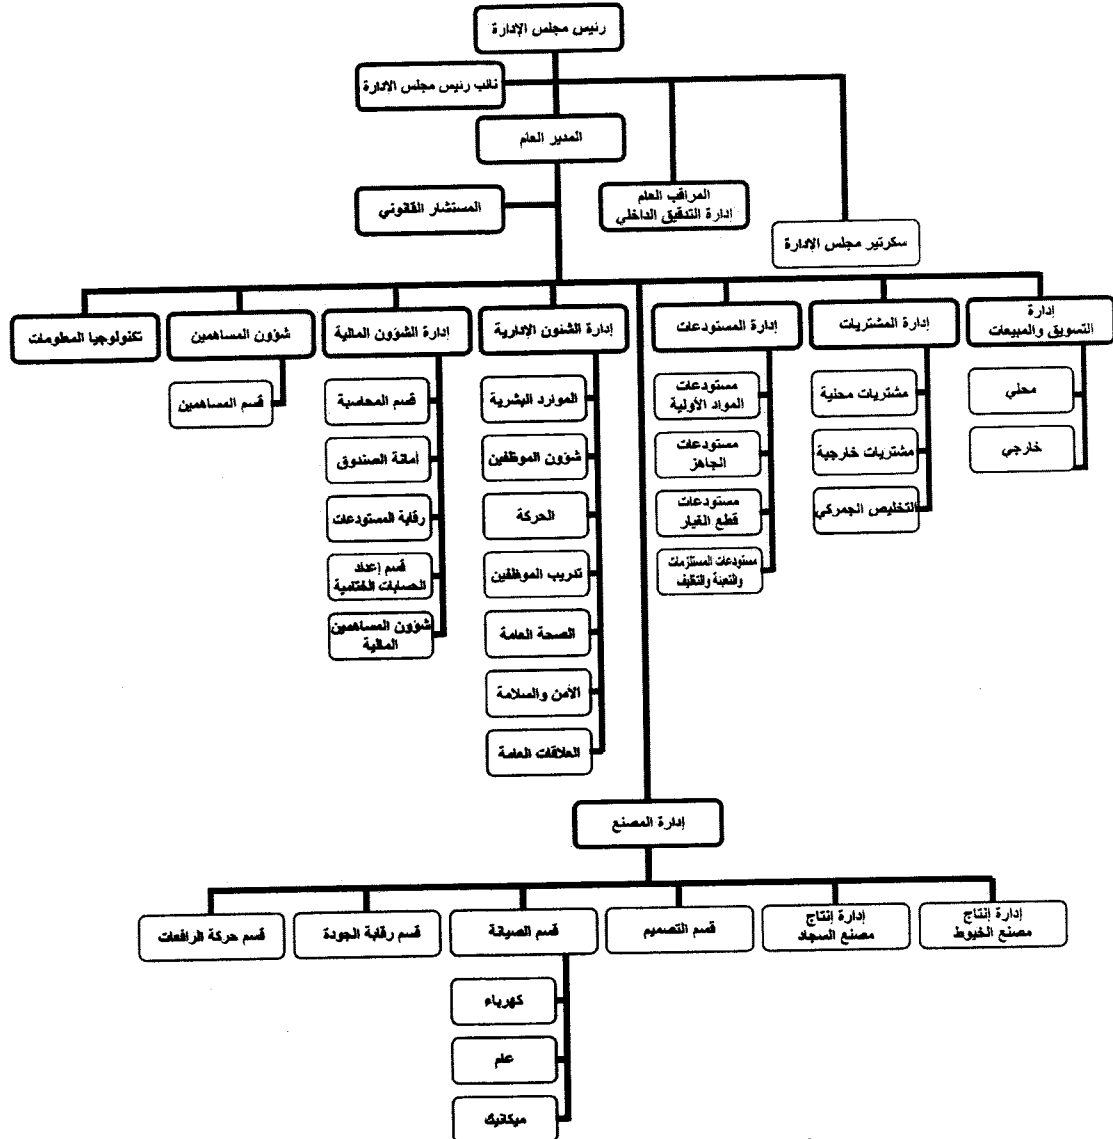 رئيس مجلس الإدارة
نائب رئيس مجلس الادارة
المدير العام
المراقب العام
إدارة التدقيق الداخلي
المستشار القانوني
سكرتير مجلس الإدارة
إدارة
التسويق والمبيعات
إدارة المشتريات
إدارة المستودعات
إدارة الشئون الإدارية
إدارة الشؤون المالية
شؤون المساهمين
تكنولوجيا المعلومات
محلي
خارجي
مشتريات محلية
مشتريات خارجية
التخليص الجمركي
مستودعات
المواد الأولية
مستودعات
الجاهز
مستودعات
قطع الغيار
مستودعات المستلزمات
والتعبئة والتغليف
الموارد البشرية
شؤون الموظفين
الحركة
تدريب الموظفين
الصحة العامة
الأمن والسلامة
العلاقات العامة
قسم المحاسبة
أمانة الصندوق
رقابة المستودعات
قسم إعداد
الحسابات الختامية
شؤون المساهمين
المالية
قسم المساهمين
إدارة المصنع
إدارة إنتاج
مصنع الخيوط
إدارة إنتاج
مصنع السجاد
قسم التصميم
قسم الصيانة
قسم رقابة الجودة
قسم حركة الرافعات
كهرباء
عام
ميكانيك